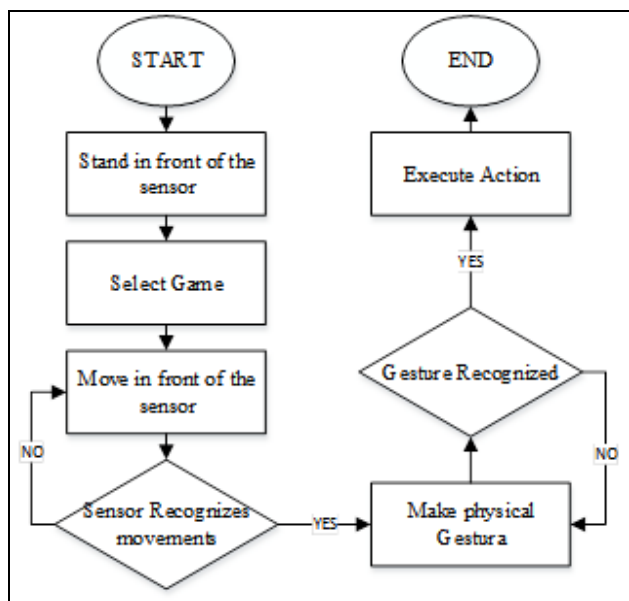 START
Stand in front of the
sensor
Select Game
Move in front of the
sensor
NO
Sensor Recognizes
movements
YES
END
Execute Action
YES
Gesture Recognized
NO
Make physical
Gestura